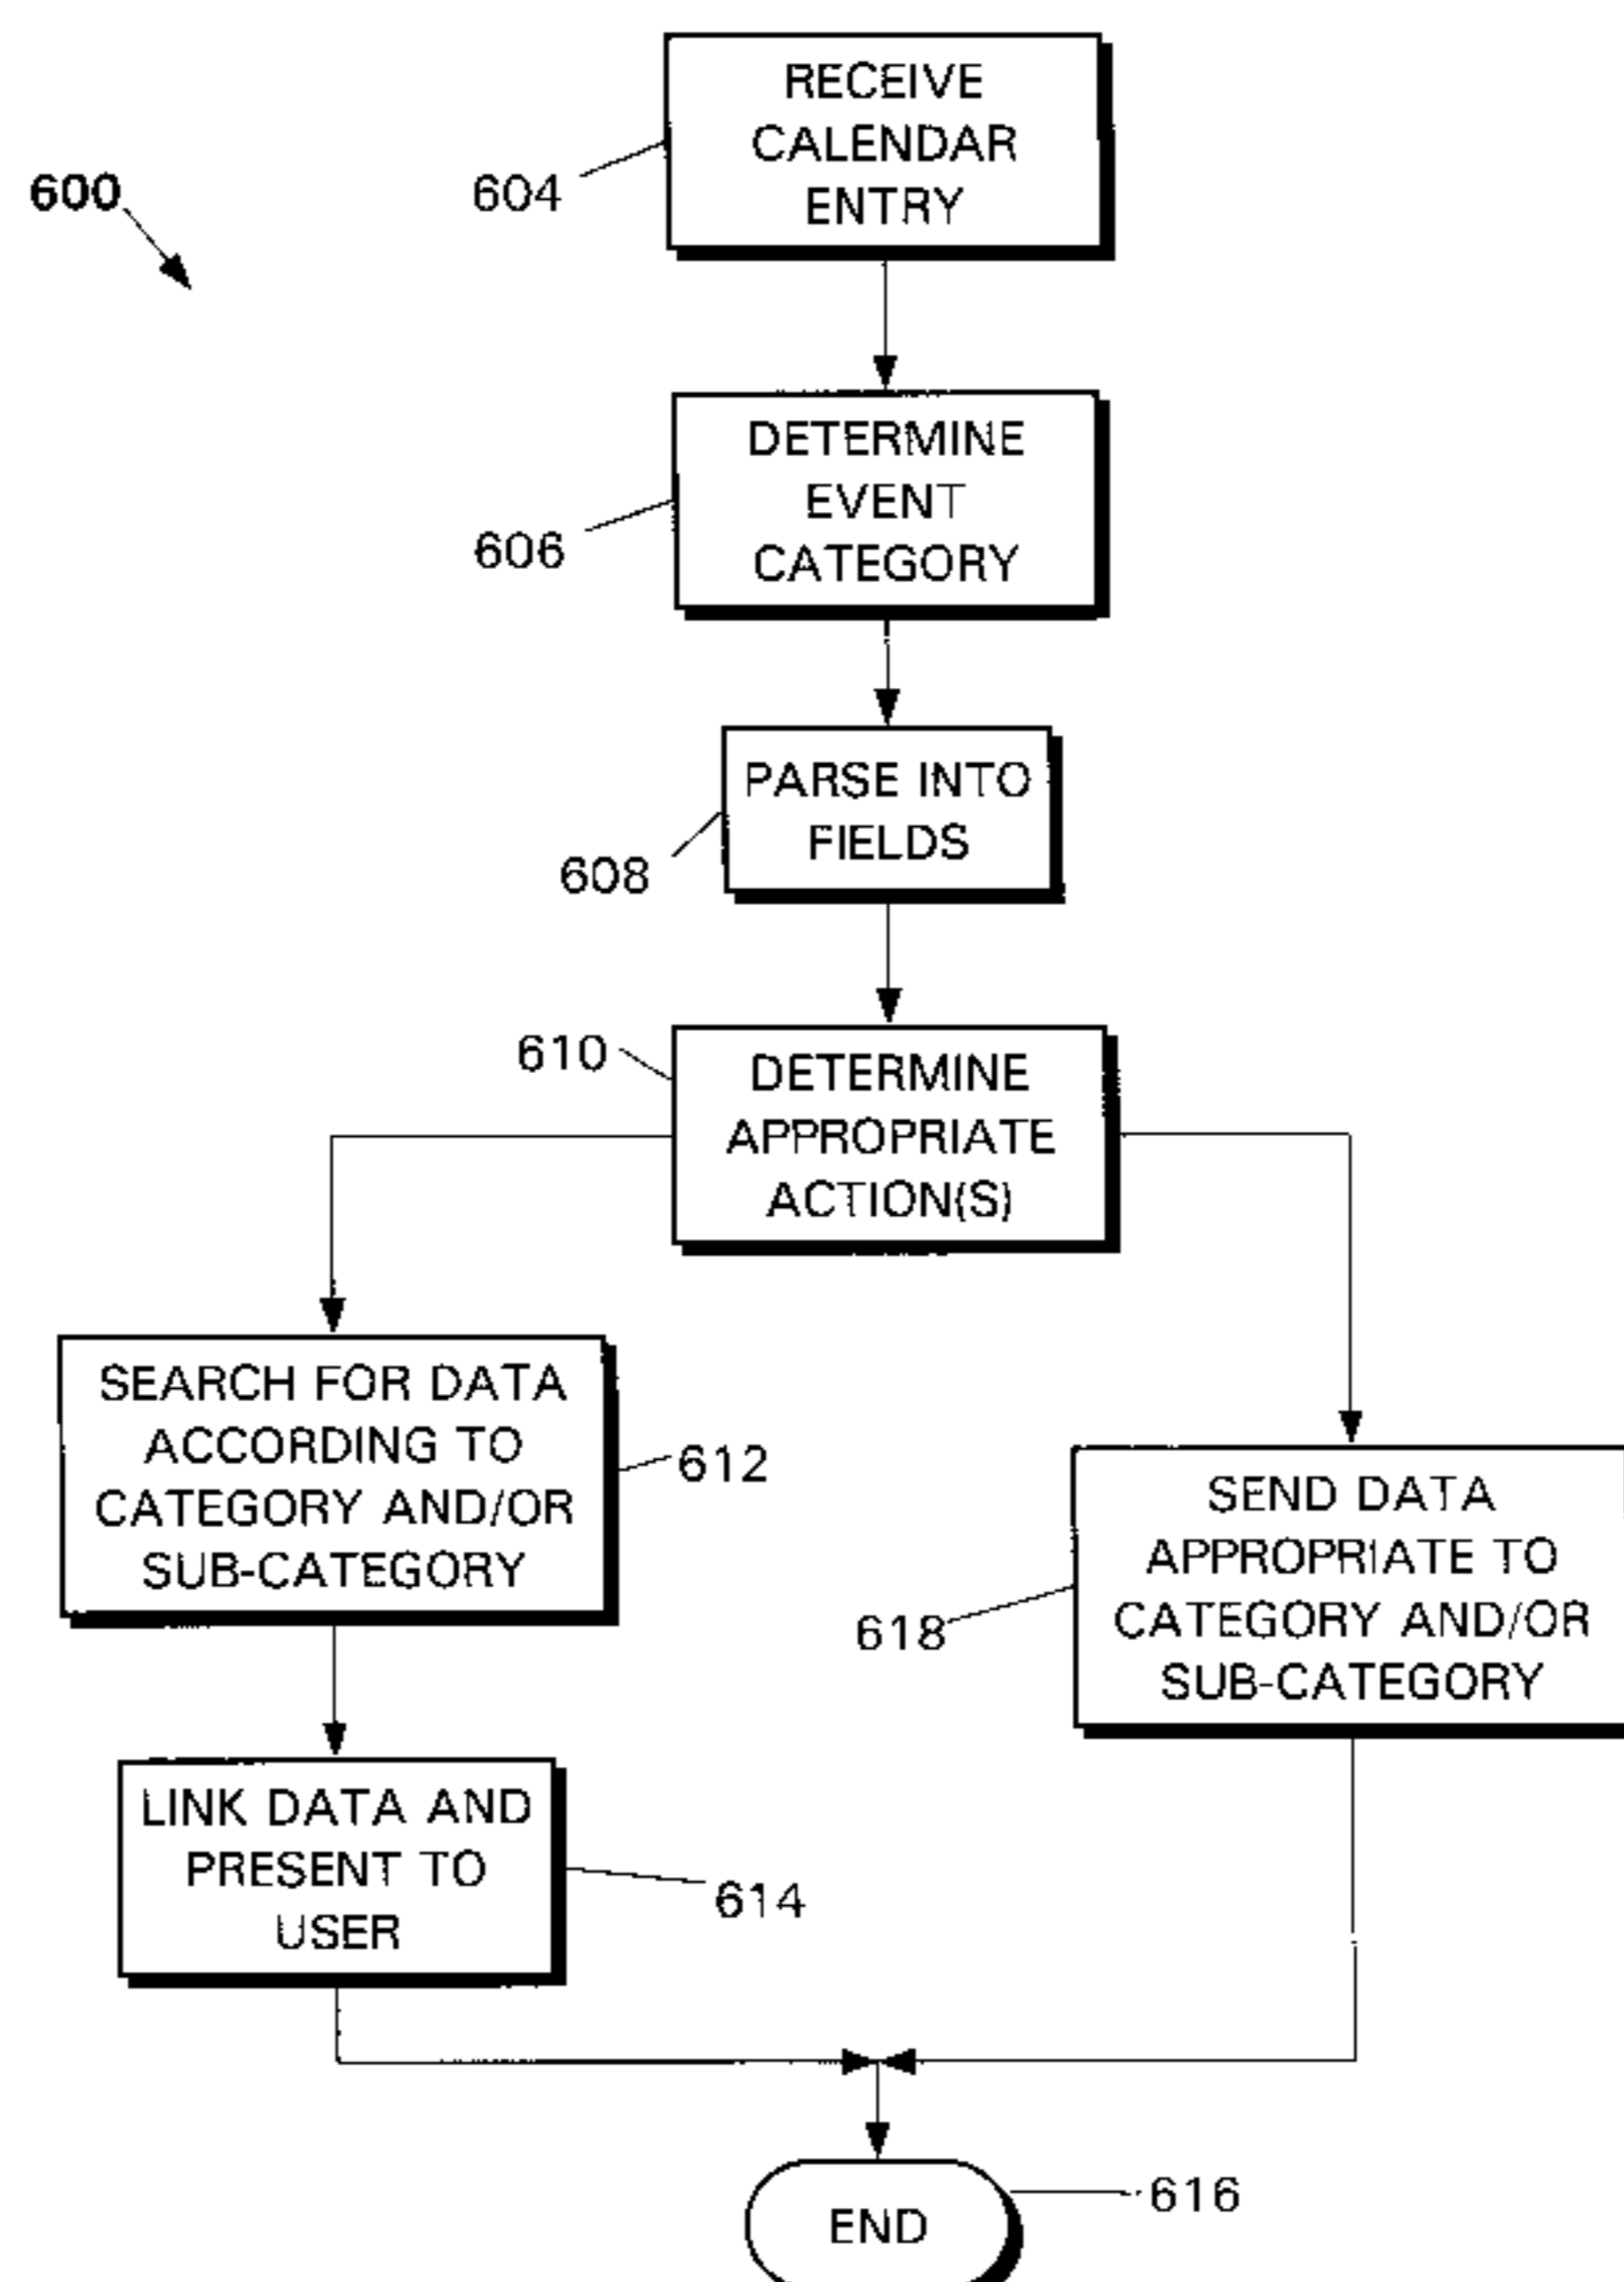 RECEIVE
CALENDAR
ENTRY
604
600
DETERMINE
EVENT
CATEGORY
606
PARSE INTO
FIELDS
608
610
DETERMINE
APPROPRIATE
ACTION(S)
SEARCH FOR DATA
ACCORDING TO
CATEGORY AND/OR
SUB-CATEGORY
612
SEND DATA
APPROPRIATE TO
CATEGORY AND/OR
SUB-CATEGORY
618
LINK DATA AND
PRESENT TO
USER
614
END
616